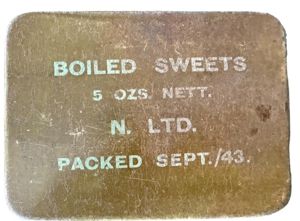 BOILED SWEETS
5 OZS. NETT.
N. LTD.
PACKED SEPT./43.